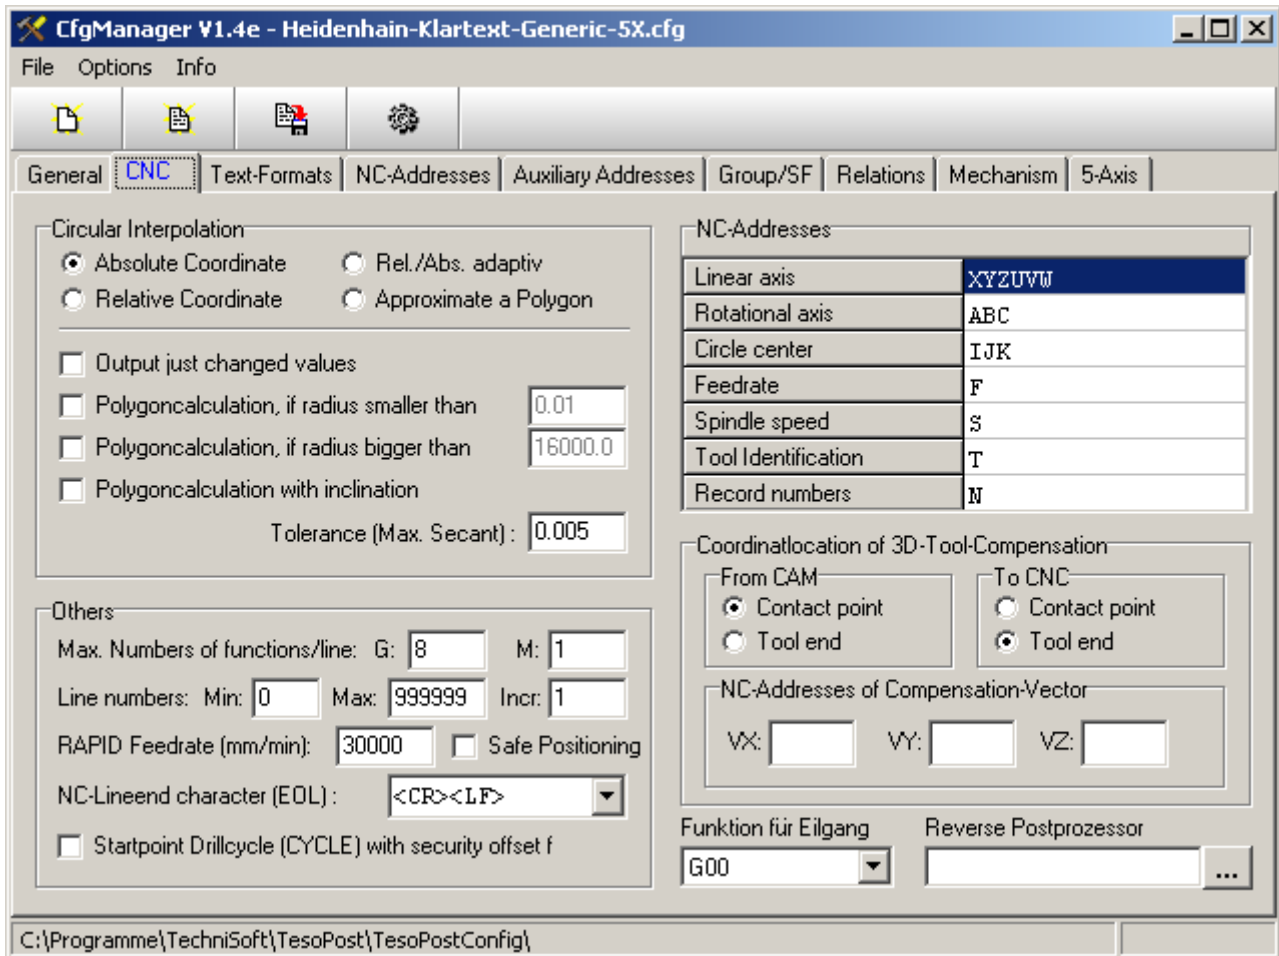 CfgManager V1.4e - Heidenhain-Klartext-Generic-5X.cfg
File Options Info
General CNC Text-Formats NC-Addresses Auxiliary Addresses Group/SF Relations Mechanism 5-Axis
Circular Interpolation
Absolute Coordinate Rel./Abs. adaptiv
Relative Coordinate Approximate a Polygon
Output just changed values
Polygoncalculation, if radius smaller than 0.01
Polygoncalculation, if radius bigger than 16000.0
Polygoncalculation with inclination
Tolerance (Max. Secant) : 0.005
Others
Max. Numbers of functions/line: G: 8 M: 1
Line numbers: Min: 0 Max: 999999 Incr: 1
RAPID Feedrate (mm/min): 30000 Safe Positioning
NC-Lineend character (EOL) : <CR><LF>
Startpoint Drillcycle (CYCLE) with security offset f
NC-Addresses
Linear axis XYZUVW
Rotational axis ABC
Circle center IJK
Feedrate F
Spindle speed S
Tool Identification T
Record numbers N
Coordinatlocation of 3D-Tool-Compensation
From CAM To CNC
Contact point Contact point
Tool end Tool end
NC-Addresses of Compensation-Vector
VX: VY: VZ:
Funktion für Eilgang Reverse Postprozessor
G00 ...
C:\Programme\TechniSoft\TesoPost\TesoPostConfig\